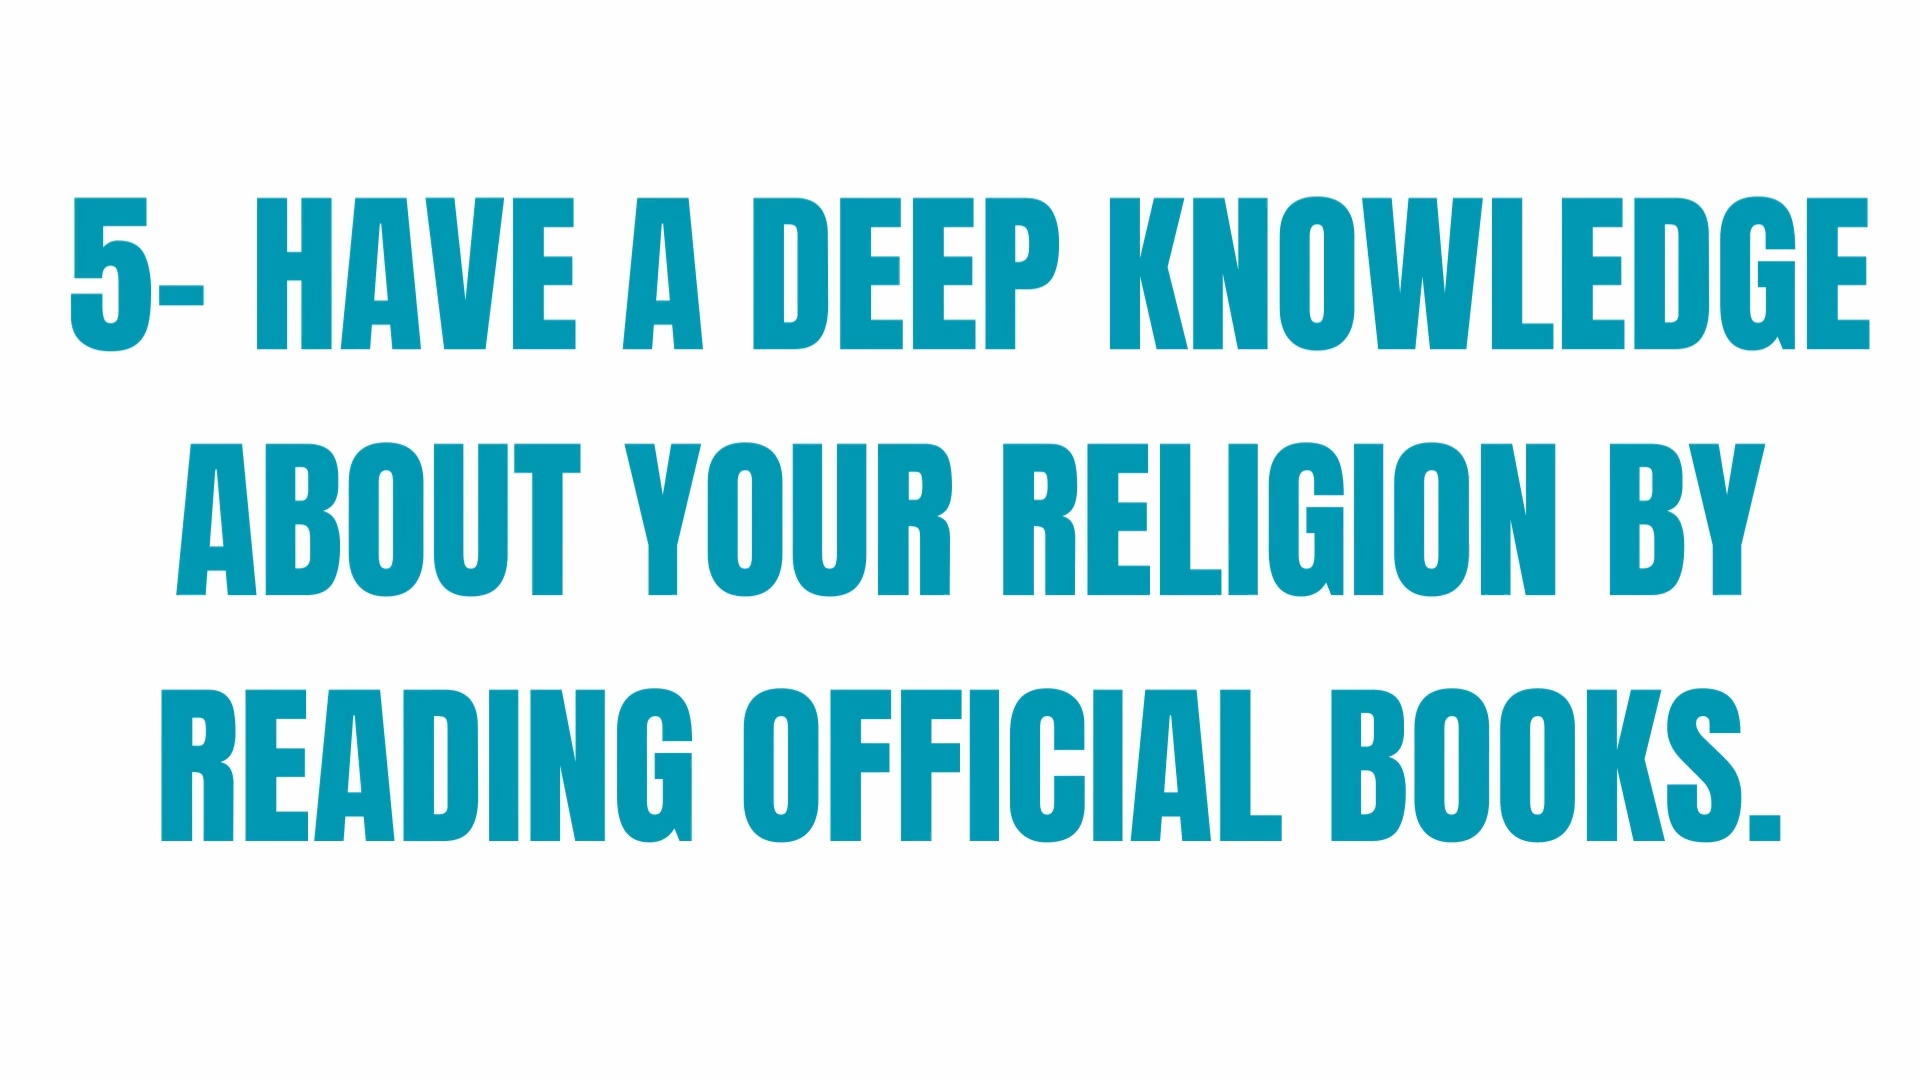 5- HAVE A DEEP KNOWLEDGE
ABOUT YOUR RELIGION BY
READING OFFICIAL BOOKS.